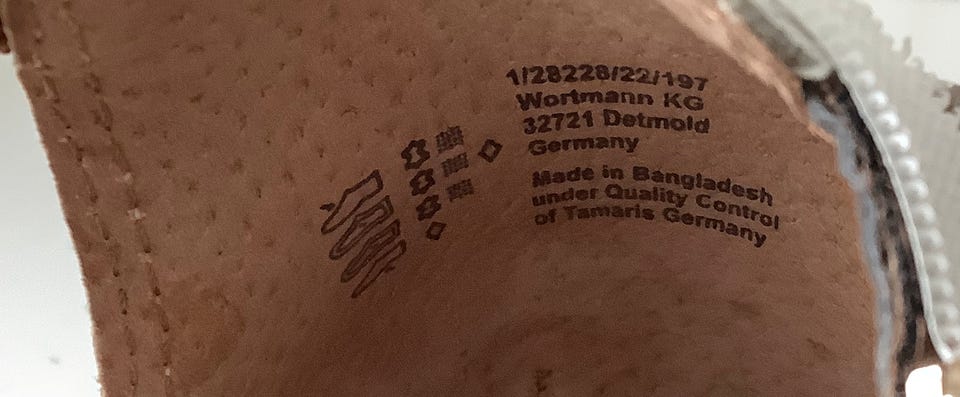 1/28228/22/197
Wortmann KG
32721 Detmold
Germany
Made in Bangladesh
under Quality Control
of Tamaris Germany